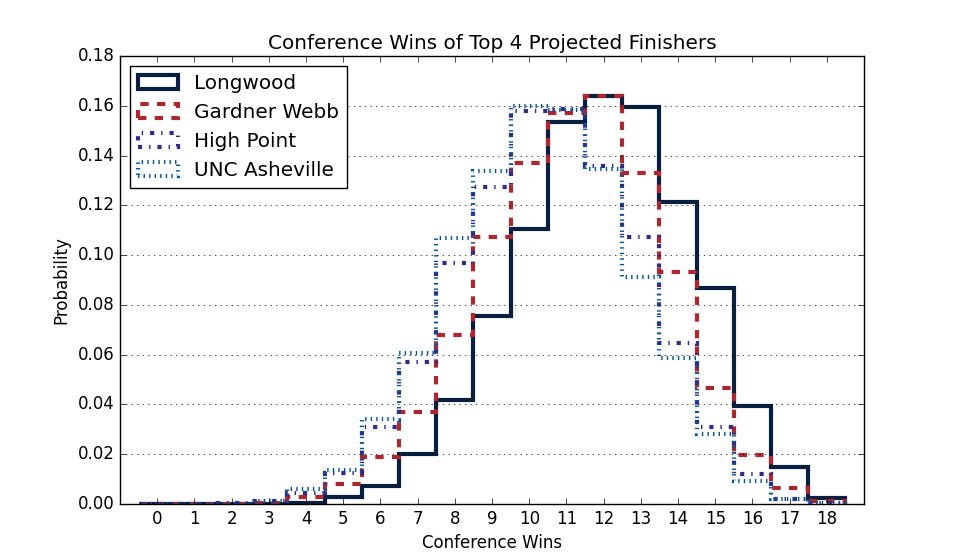 Conference Wins of Top 4 Projected Finishers
Longwood
Gardner Webb
High Point
UNC Asheville
Probability
0.18
0.16
0.14
0.12
0.10
0.08
0.06
0.04
0.02
0.00
0 1 2 3 4 5 6 7 8 9 10 11 12 13 14 15 16 17 18
Conference Wins